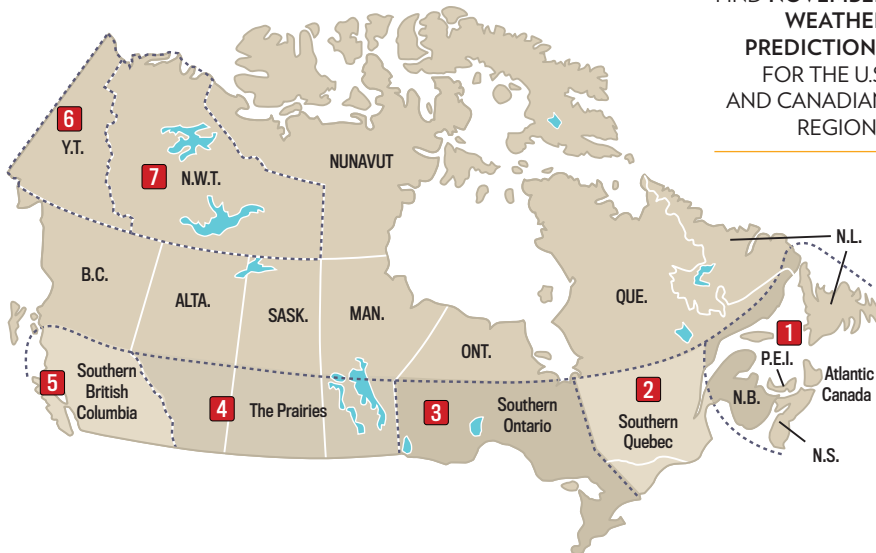 WEATHER
PREDICTION
FOR THE U.S
AND CANADIAN
REGION
6
Y.T.
7
N.W.T.
NUNAVUT
N.L.
B.C.
ALTA.
SASK.
MAN.
ONT.
QUE.
1
P.E.I.
Atlantic
Canada
N.B.
N.S.
5
Southern
British
Columbia
4
The Prairies
3
Southern
Ontario
2
Southern
Quebec